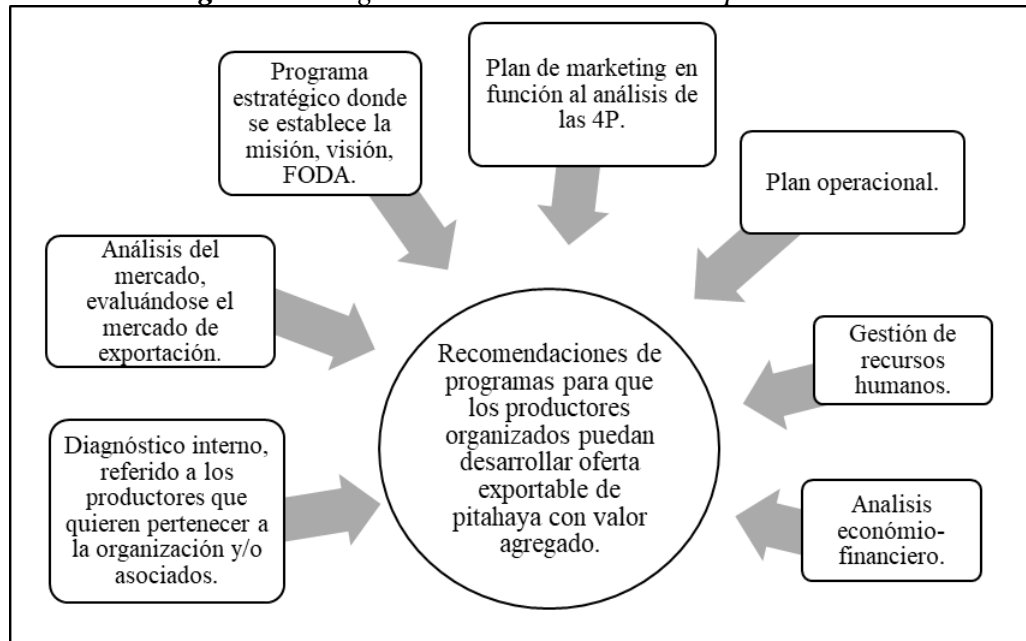 Programa
estratégico donde
se establece la
misión, visión,
FODA.
Plan de marketing en
función al análisis de
las 4P.
Plan operacional.
Análisis del
mercado,
evaluándose el
mercado de
exportación.
Gestión de
recursos
humanos.
Recomendaciones de
programas para que
los productores
organizados puedan
desarrollar oferta
exportable de
pitahaya con valor
agregado.
Diagnóstico interno,
referido a los
productores que
quieren pertenecer a
la organización y/o
asociados.
Analisis
económio-
financiero.